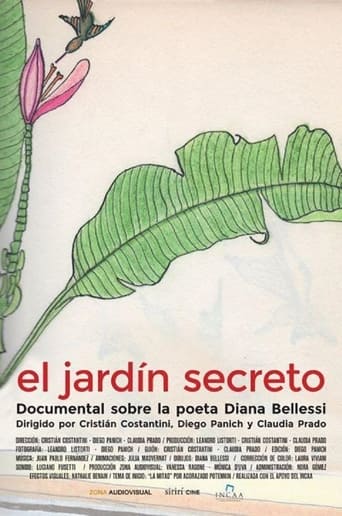 el jardín secreto
Documental sobre la poeta Diana Bellessi
Dirigido por Cristián Costantini, Diego Panich y Claudia Prado
DIRECCIÓN: CRISTIÁN COSTANTINI - DIEGO PANICH - CLAUDIA PRADO / PRODUCCIÓN: LEANDRO LISTORTI - CRISTIÁN COSTANTINI - CLAUDIA PRADO
FOTOGRAFÍA: LEANDRO LISTORTI - DIEGO PANICH / GUIÓN: CRISTIÁN COSTANTINI - CLAUDIA PRADO / EDICIÓN: DIEGO PANICH
MÚSICA: JUAN PABLO FERNÁNDEZ / ANIMACIONES: JULIA MASVERNAT / DIBUJOS: DIANA BELLESSI / CORRECCIÓN DE COLOR: LAURA VIVIANI
SONIDO: LUCIANO FUSETTI / PRODUCCIÓN ZONA AUDIOVISUAL: VANESSA RAGONE - MÓNICA D'UVA / ADMINISTRACIÓN: NORA GÓMEZ
EFECTOS VISUALES: NATHALIE BENAIN / TEMA DE INICIO: "LA MITAD" POR ACORAZADO POTEMKIN / REALIZADA CON EL APOYO DEL INCAA
ZONA AUDIOVISUAL sirirí CINE INCAA